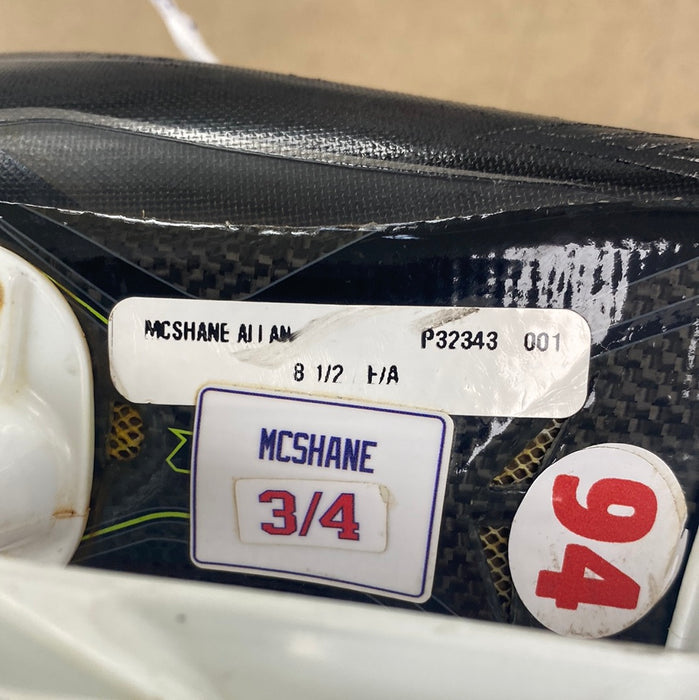 MCSHANE ALLAN P32343 001
8 1/2 E/A
MCSHANE
3/4
94